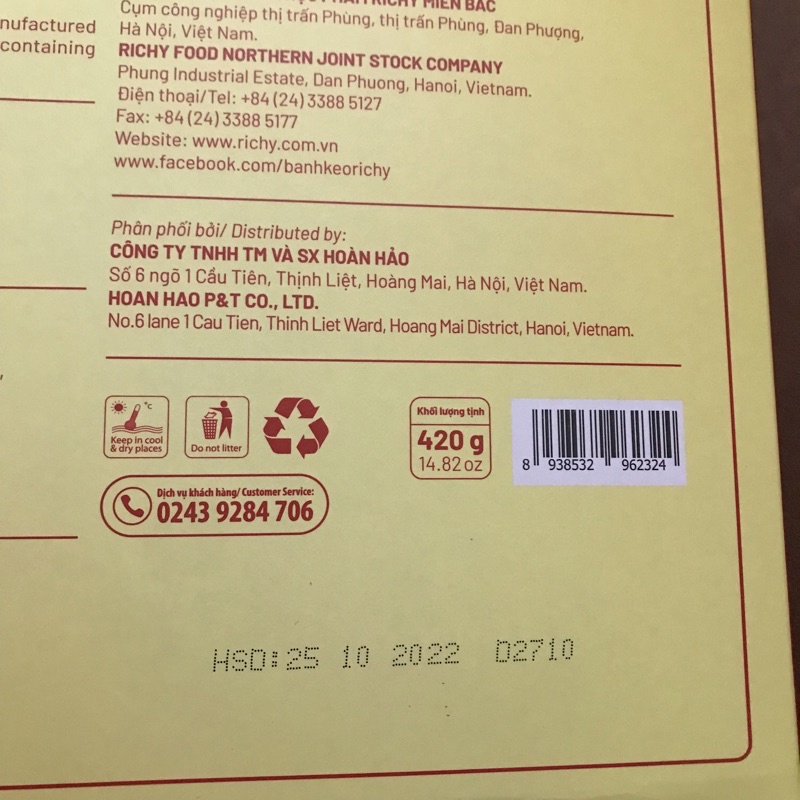 nufactured
containing
RICHY MIỀN BẮC
Cụm công nghiệp thị trấn Phùng, thị trấn Phùng, Đan Phượng,
Hà Nội, Việt Nam.
RICHY FOOD NORTHERN JOINT STOCK COMPANY
Phung Industrial Estate, Dan Phuong, Hanoi, Vietnam.
Điện thoại/Tel: +84 (24) 3388 5127
Fax: +84 (24) 3388 5177
Website: www.richy.com.vn
www.facebook.com/banhkeorichy
Phân phối bởi/ Distributed by:
CÔNG TY TNHH TM VÀ SX HOÀN HẢO
Số 6 ngõ 1 Cầu Tiên, Thịnh Liệt, Hoàng Mai, Hà Nội, Việt Nam.
HOAN HAO P&T CO., LTD.
No.6 lane 1 Cau Tien, Thinh Liet Ward, Hoang Mai District, Hanoi, Vietnam.
°C
Keep in cool
& dry places
Do not litter
Khối lượng tịnh
420 g
14.82 oz
8 938532 962324
Dịch vụ khách hàng/ Customer Service:
0243 9284 706
HSD: 25 10 2022 D2710